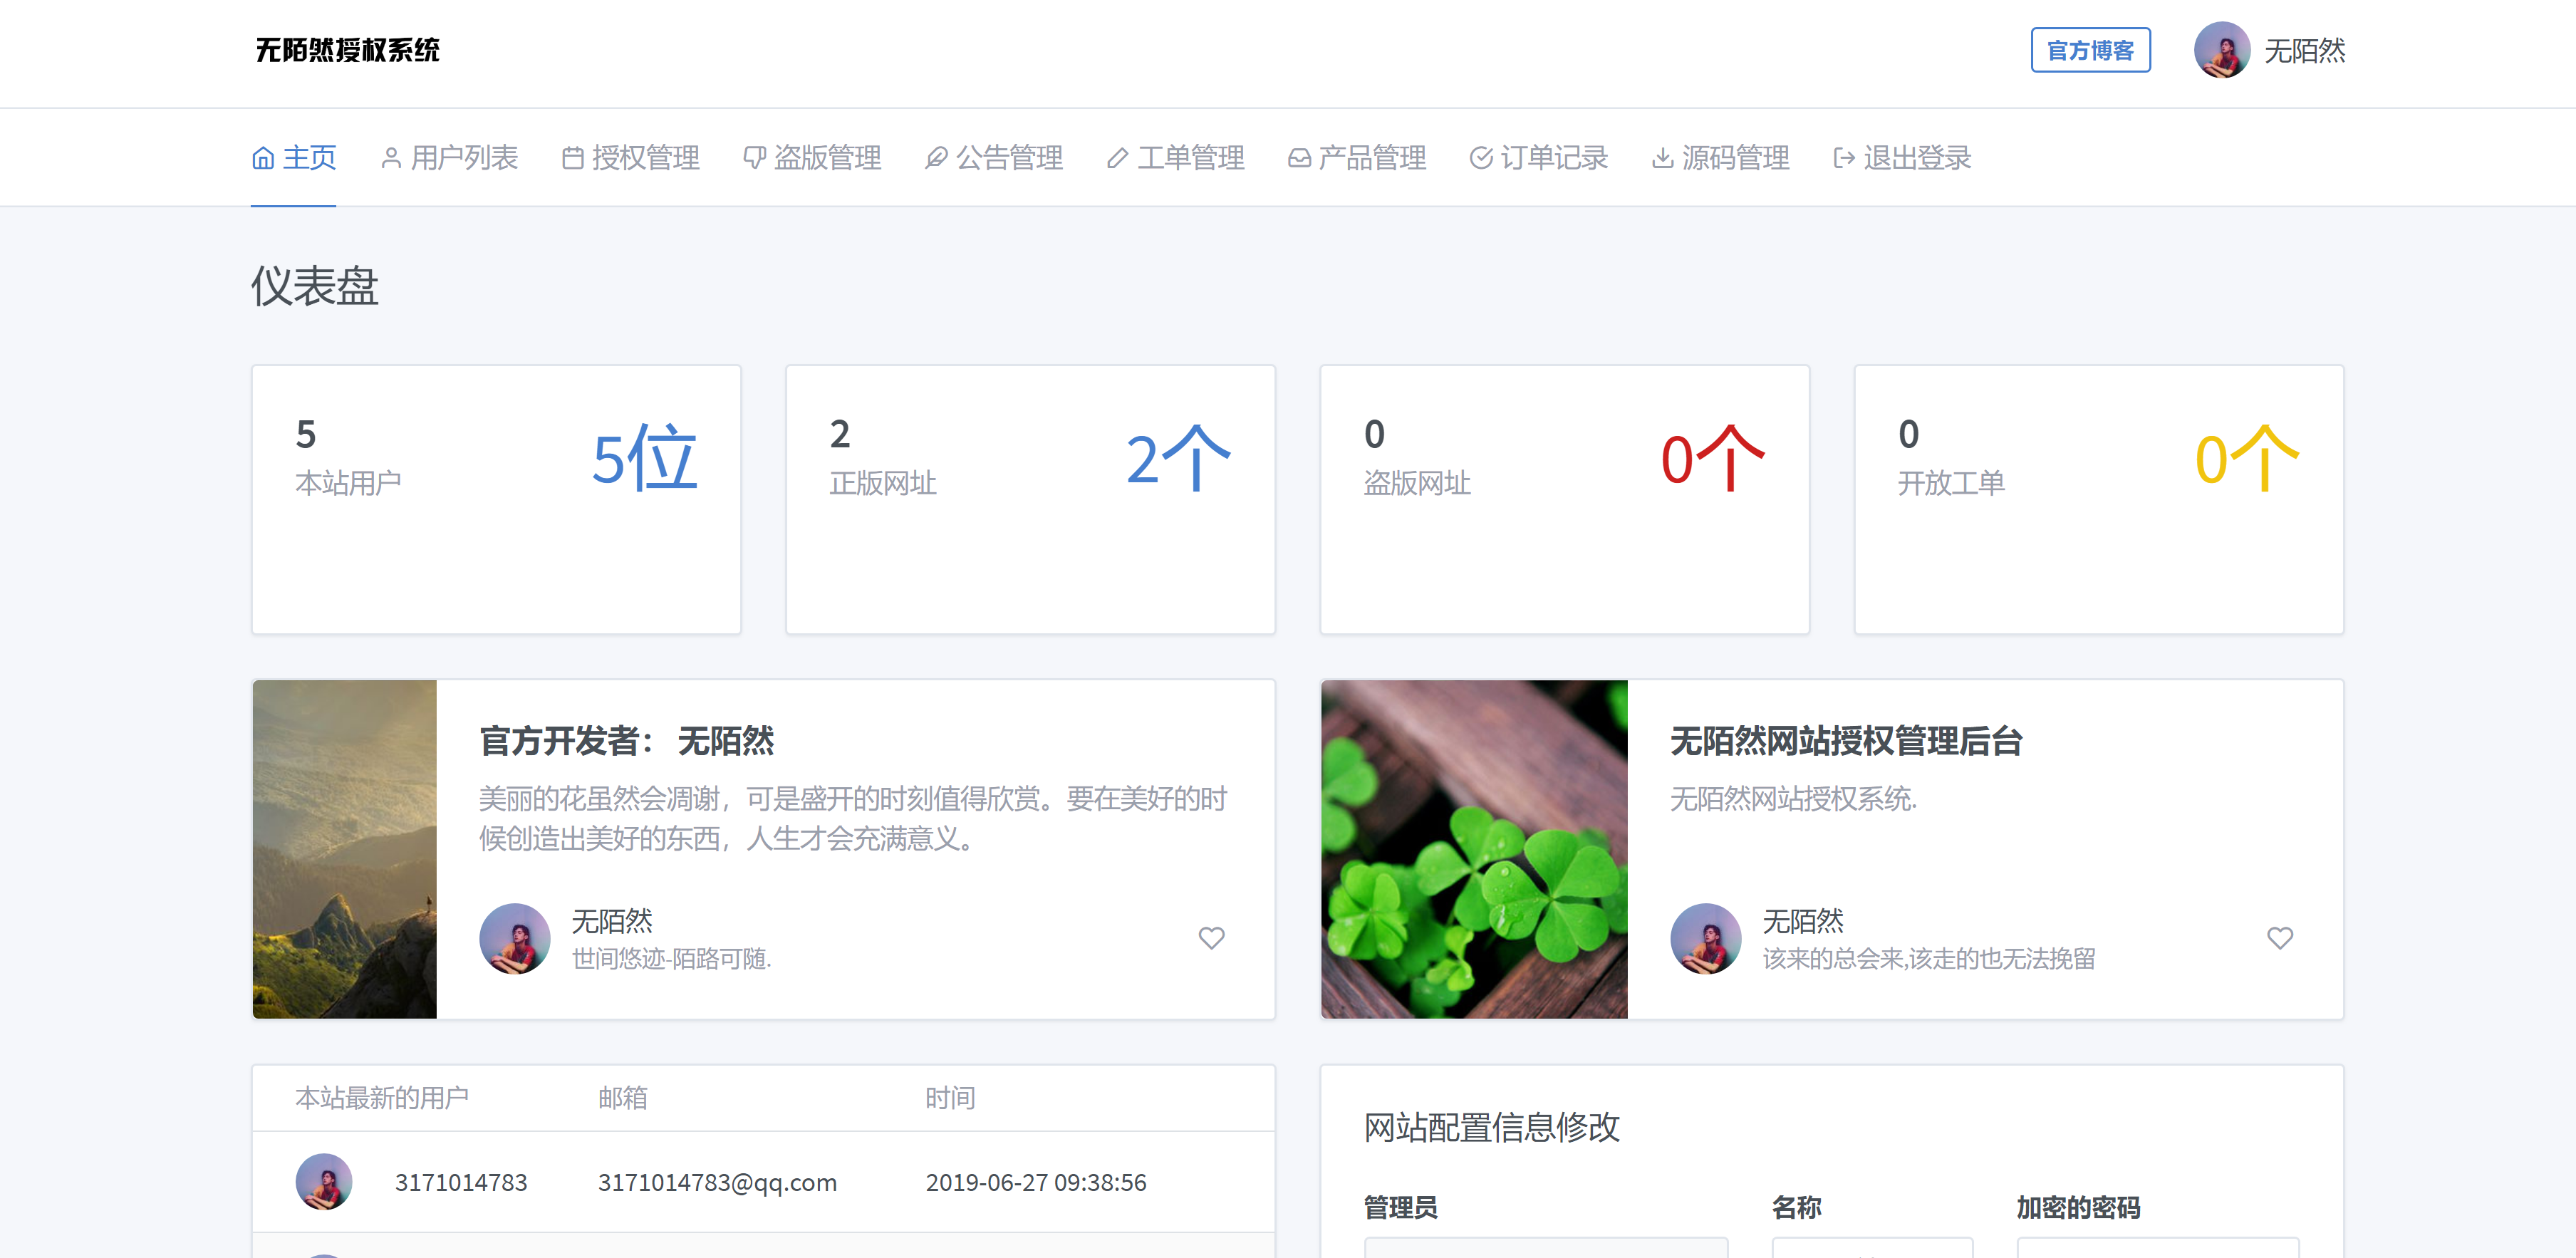 无陌然授权系统
官方博客
无陌然
主页
用户列表
授权管理
盗版管理
公告管理
工单管理
产品管理
订单记录
源码管理
退出登录
仪表盘
5
本站用户
5位
2
正版网址
2个
0
盗版网址
0个
0
开放工单
0个
官方开发者： 无陌然
美丽的花虽然会凋谢，可是盛开的时刻值得欣赏。要在美好的时
候创造出美好的东西，人生才会充满意义。
无陌然
世间悠迹-陌路可随.
无陌然网站授权管理后台
无陌然网站授权系统.
无陌然
该来的总会来,该走的也无法挽留
本站最新的用户 邮箱 时间
3171014783 3171014783@qq.com 2019-06-27 09:38:56
网站配置信息修改
管理员 名称 加密的密码